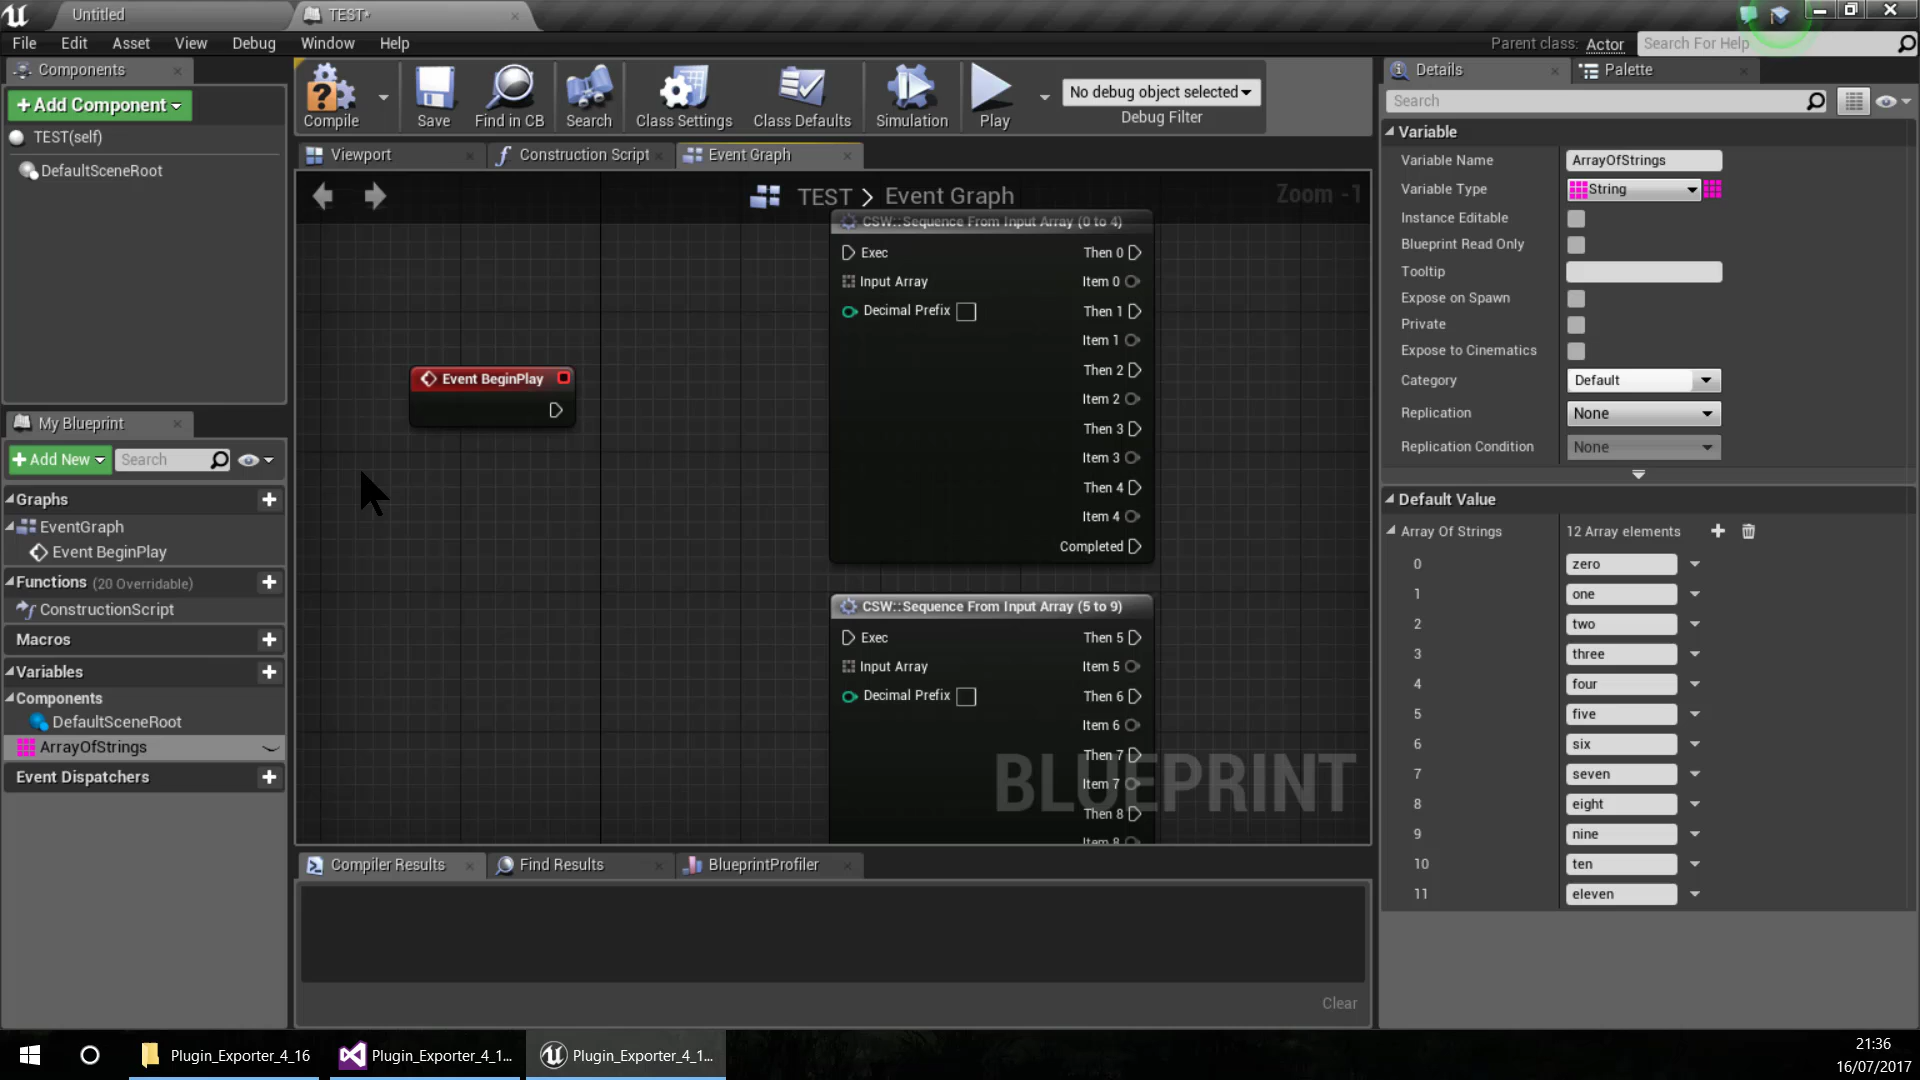 Untitled
TEST*
File Edit Asset View Debug Window Help
Parent class: Actor
Search For Help
Components
+Add Component
TEST(self)
DefaultSceneRoot
Compile
Save
Find in CB
Search
Class Settings
Class Defaults
Simulation
Play
No debug object selected
Debug Filter
Viewport
Construction Script
Event Graph
TEST > Event Graph
Zoom -1
CSW::Sequence From Input Array (0 to 4)
Exec
Then 0
Input Array
Item 0
Decimal Prefix
Then 1
Item 1
Then 2
Item 2
Then 3
Item 3
Then 4
Item 4
Completed
Event BeginPlay
CSW::Sequence From Input Array (5 to 9)
Exec
Then 5
Input Array
Item 5
Decimal Prefix
Then 6
Item 6
Then 7
Item 7
Then 8
Item 8
BLUEPRINT
My Blueprint
+Add New
Search
Graphs
EventGraph
Event BeginPlay
Functions (20 Overridable)
ConstructionScript
Macros
Variables
Components
DefaultSceneRoot
ArrayOfStrings
Event Dispatchers
Compiler Results
Find Results
BlueprintProfiler
Clear
Details
Palette
Search
Variable
Variable Name ArrayOfStrings
Variable Type String
Instance Editable
Blueprint Read Only
Tooltip
Expose on Spawn
Private
Expose to Cinematics
Category Default
Replication None
Replication Condition None
Default Value
Array Of Strings 12 Array elements
0 zero
1 one
2 two
3 three
4 four
5 five
6 six
7 seven
8 eight
9 nine
10 ten
11 eleven
Plugin_Exporter_4_16
Plugin_Exporter_4_1...
Plugin_Exporter_4_1...
21:36
16/07/2017